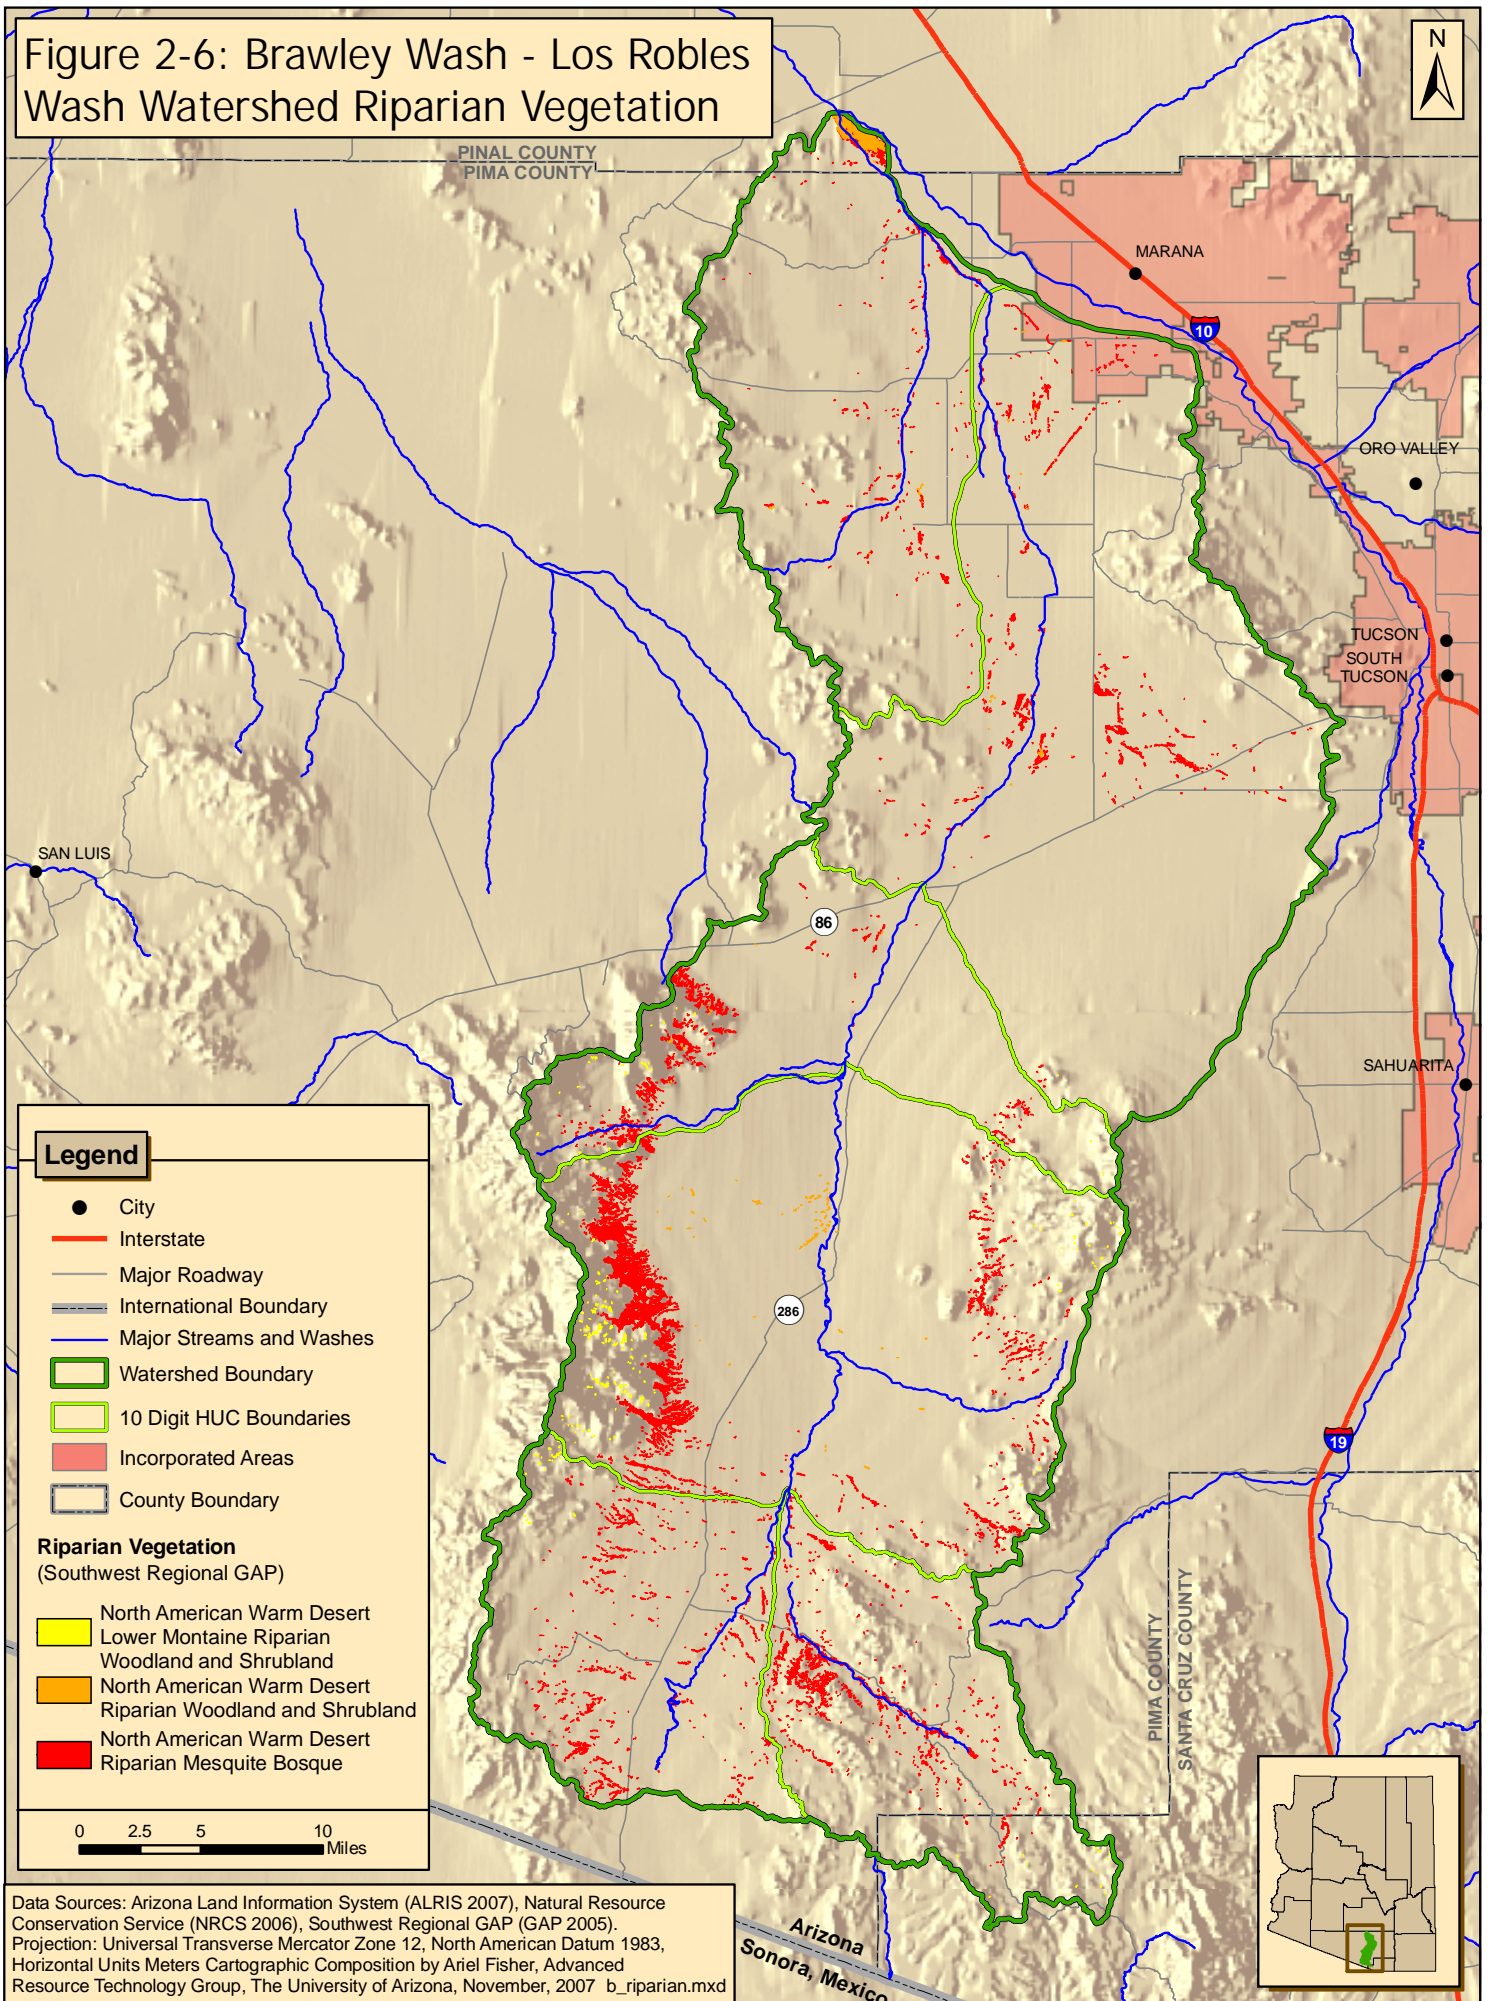 Figure 2-6: Brawley Wash - Los Robles
Wash Watershed Riparian Vegetation
N
PINAL COUNTY
PIMA COUNTY
MARANA
10
ORO VALLEY
TUCSON
SOUTH
TUCSON
SAN LUIS
86
SAHUARITA
286
19
PIMA COUNTY
SANTA CRUZ COUNTY
Legend
City
Interstate
Major Roadway
International Boundary
Major Streams and Washes
Watershed Boundary
10 Digit HUC Boundaries
Incorporated Areas
County Boundary
Riparian Vegetation
(Southwest Regional GAP)
North American Warm Desert
Lower Montaine Riparian
Woodland and Shrubland
North American Warm Desert
Riparian Woodland and Shrubland
North American Warm Desert
Riparian Mesquite Bosque
0 2.5 5 10
Miles
Arizona
Sonora, Mexico
Data Sources: Arizona Land Information System (ALRIS 2007), Natural Resource
Conservation Service (NRCS 2006), Southwest Regional GAP (GAP 2005).
Projection: Universal Transverse Mercator Zone 12, North American Datum 1983,
Horizontal Units Meters Cartographic Composition by Ariel Fisher, Advanced
Resource Technology Group, The University of Arizona, November, 2007 b_riparian.mxd